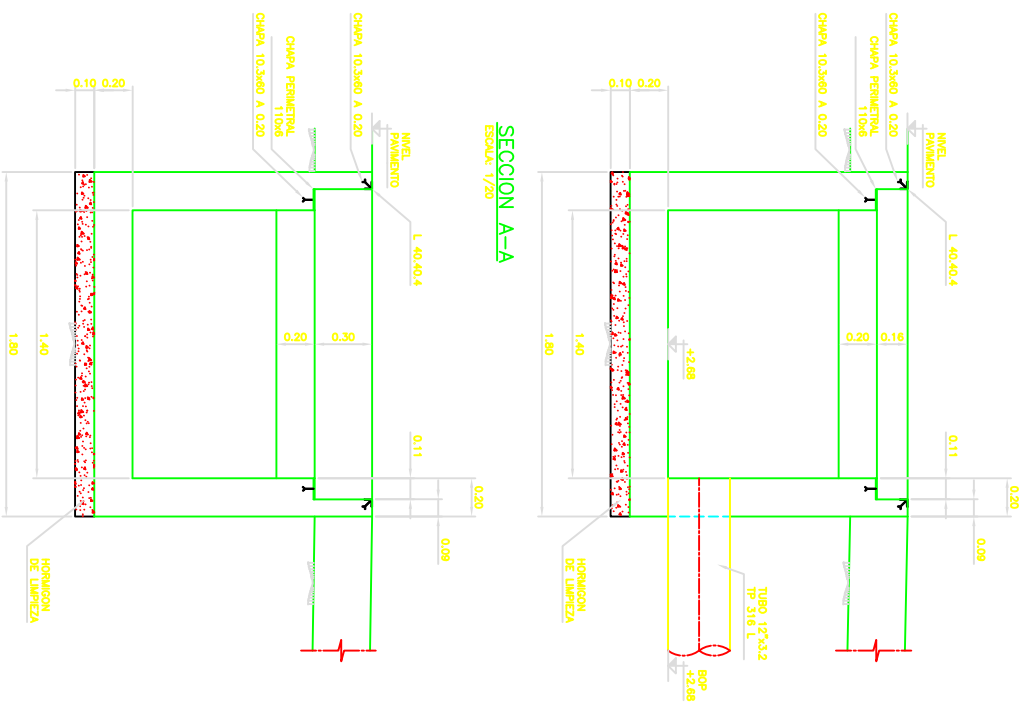 CHAPA 10.3x60 A 0.20
CHAPA PERIMETRAL
110x6
CHAPA 10.3x60 A 0.20
NIVEL
PAVIMENTO
L 40.40.4
0.10
0.20
0.20
0.16
+2.68
1.40
1.80
0.11
0.20
0.09
TUBO 12"x3.2
TP 316 L
HORMIGON
DE LIMPIEZA
BOP
+2.68
SECCION A-A
ESCALA: 1/20
CHAPA 10.3x60 A 0.20
CHAPA PERIMETRAL
110x6
CHAPA 10.3x60 A 0.20
NIVEL
PAVIMENTO
L 40.40.4
0.10
0.20
0.20
0.30
1.40
1.80
0.11
0.20
0.09
HORMIGON
DE LIMPIEZA